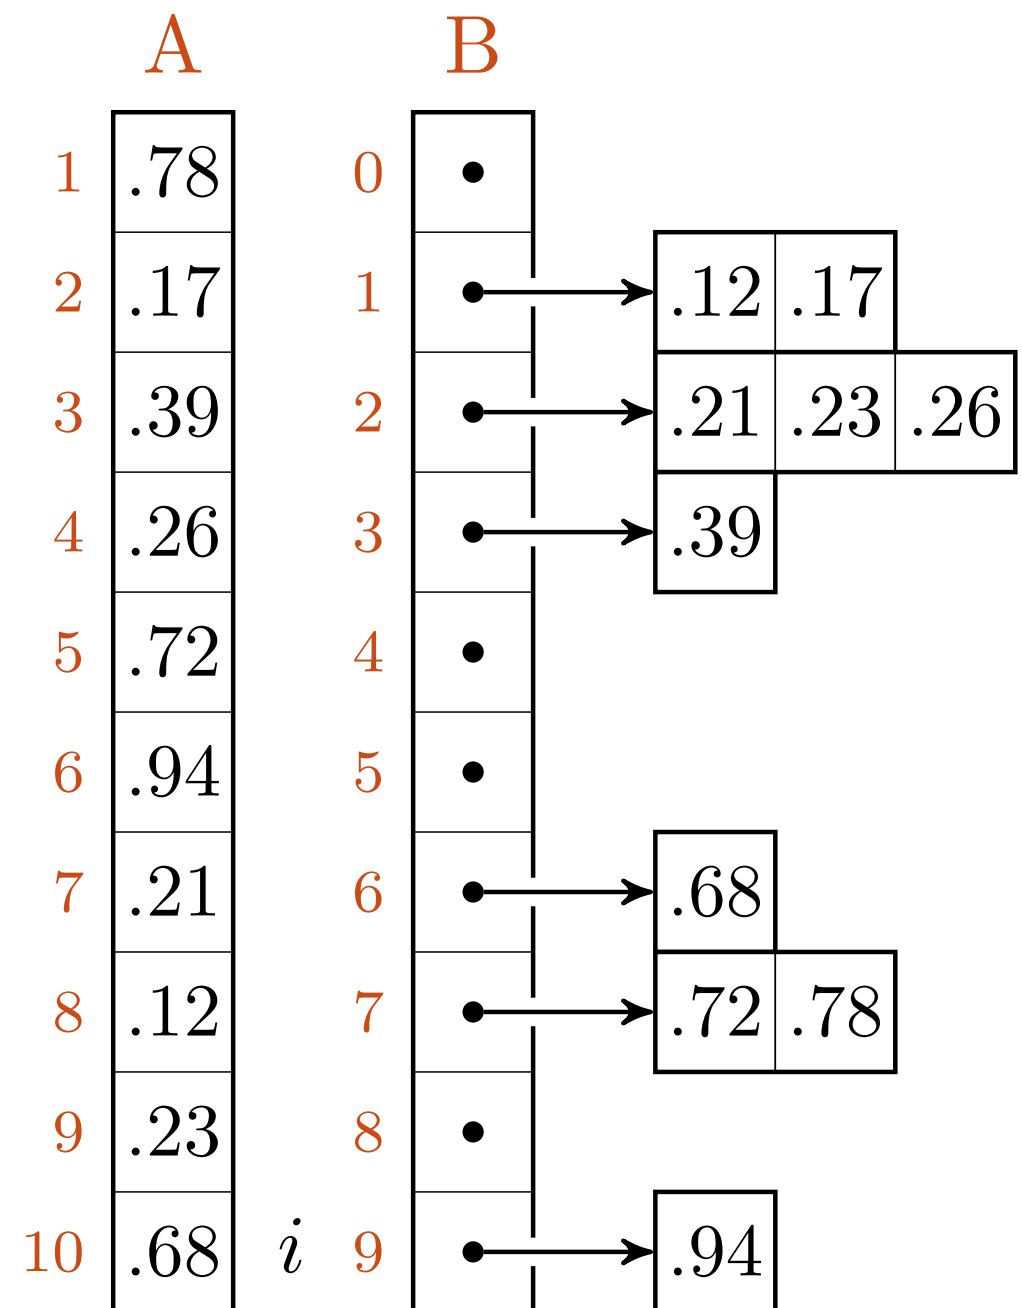 A B
1 .78 0
2 .17 1 .12 .17
3 .39 2 .21 .23 .26
4 .26 3 .39
5 .72 4
6 .94 5
7 .21 6 .68
8 .12 7 .72 .78
9 .23 8
10 .68 i 9 .94